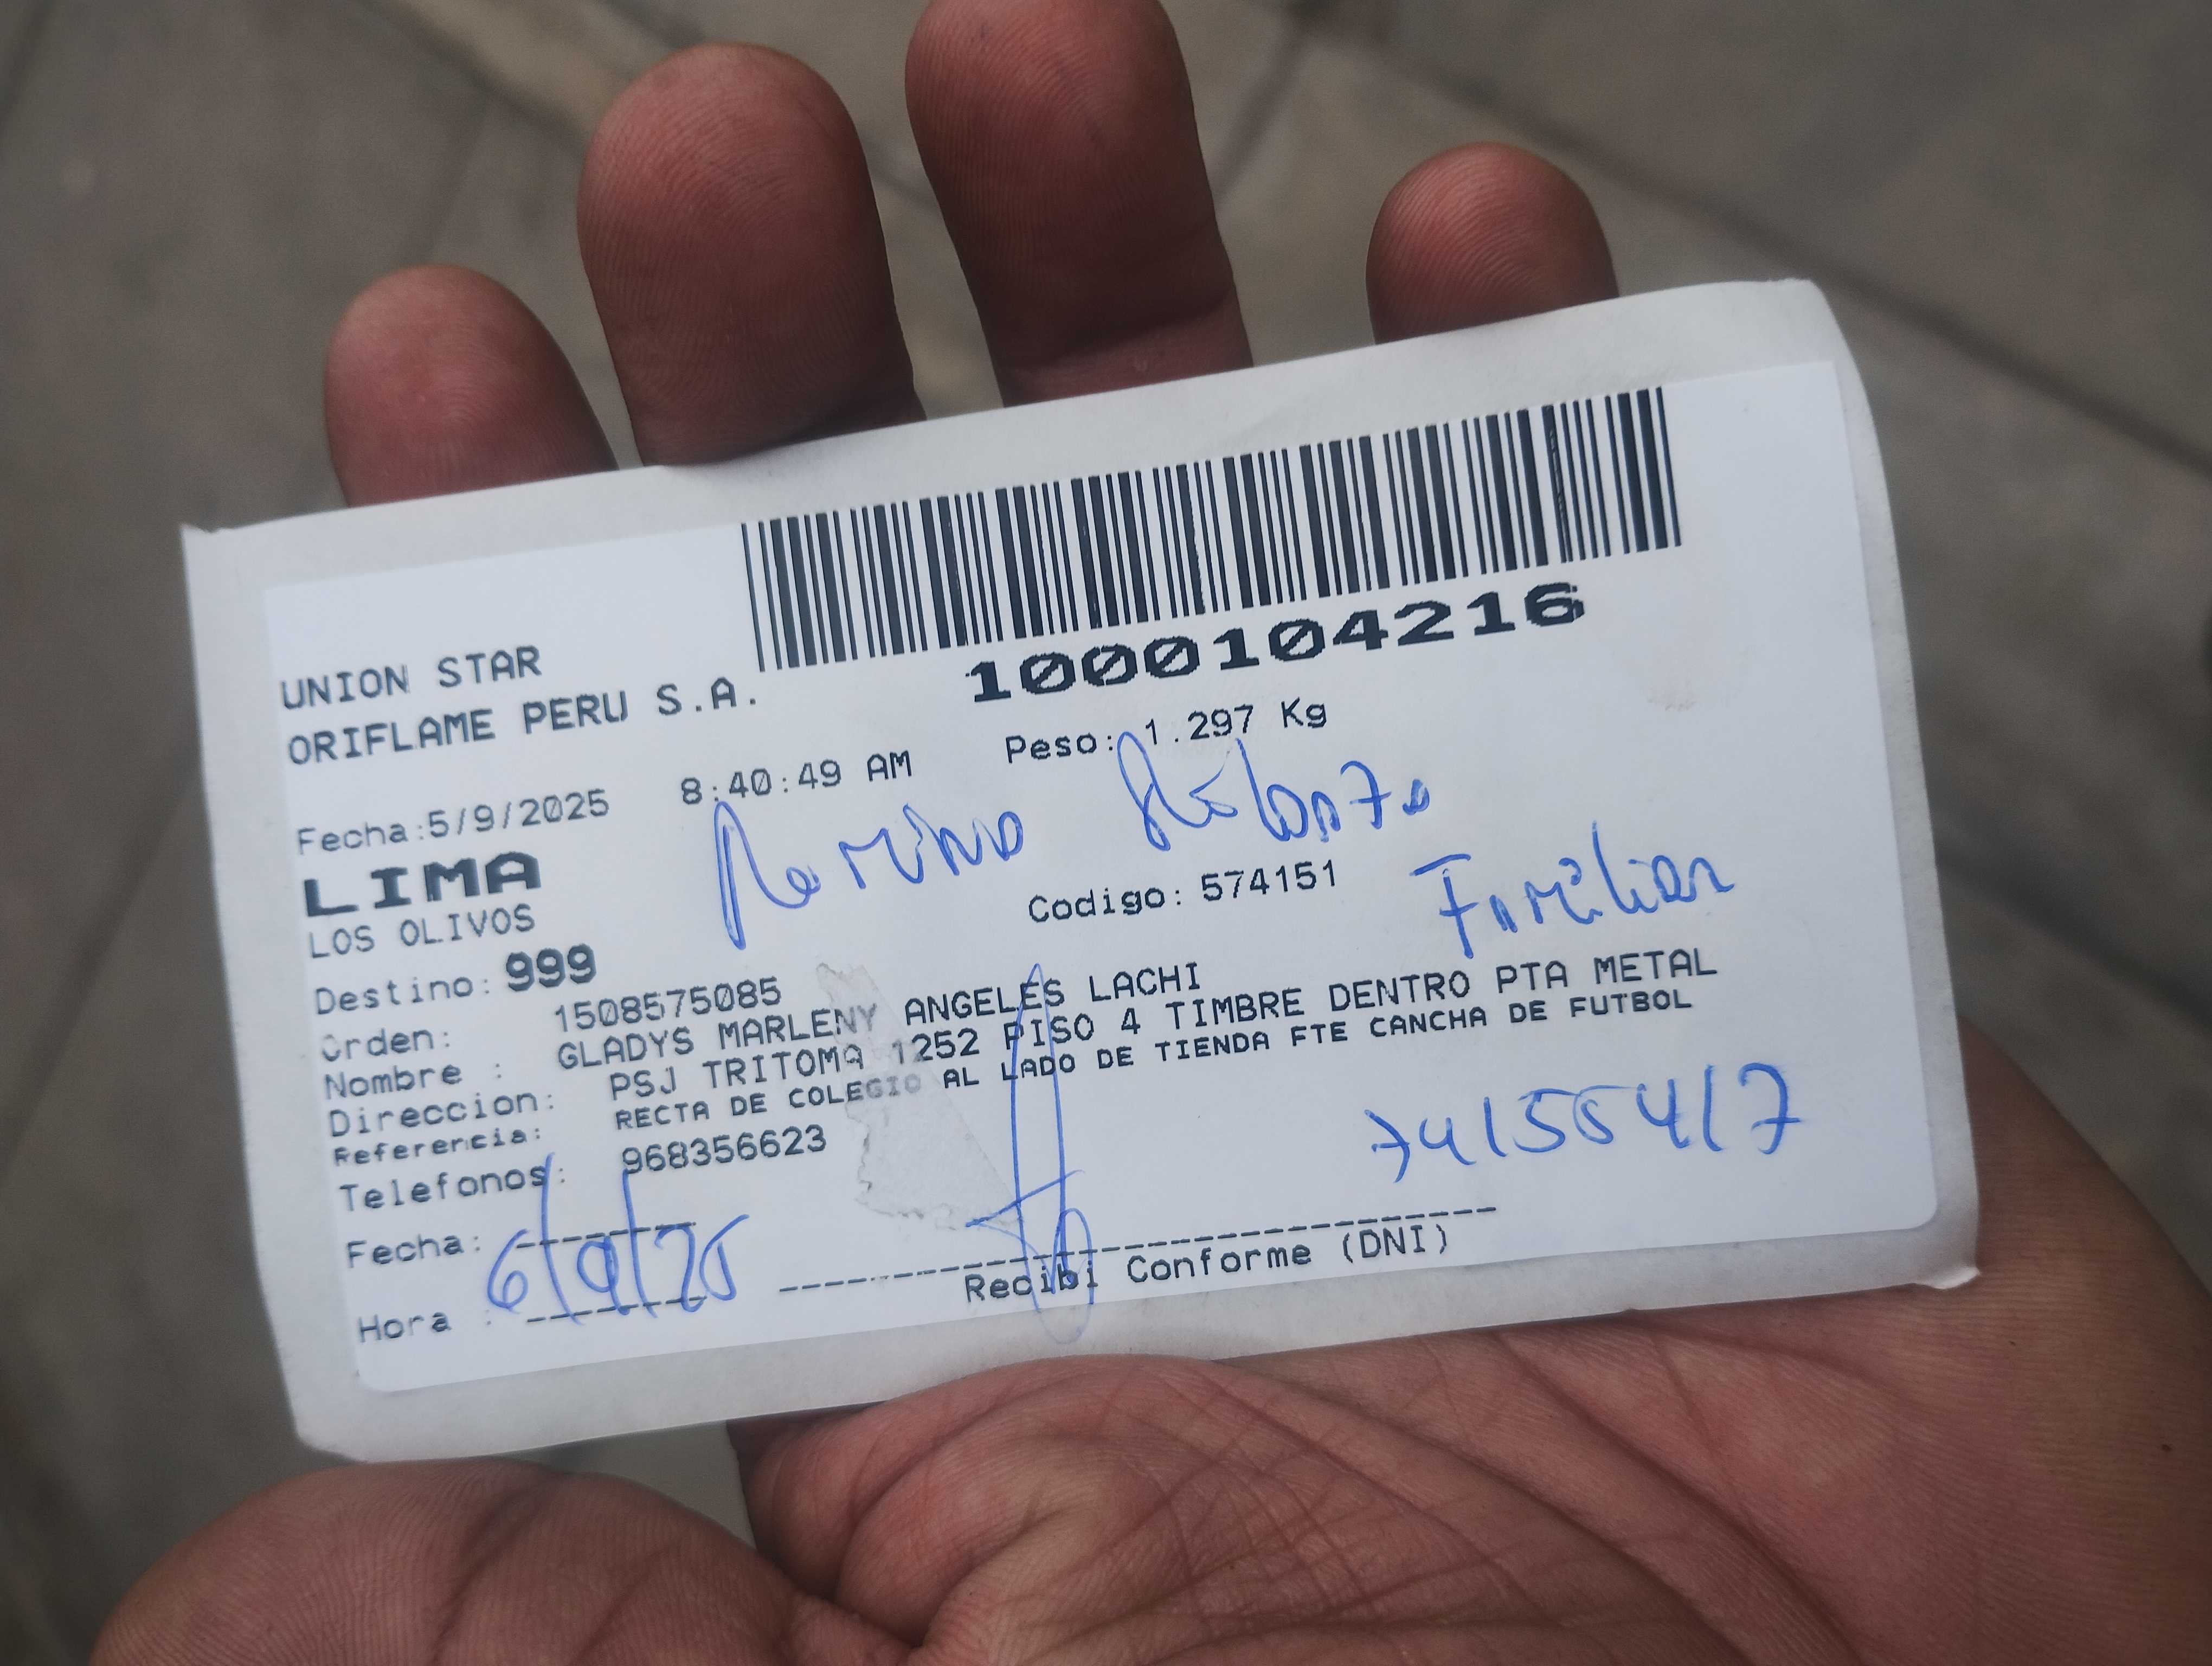 1000104216
UNION STAR
ORIFLAME PERU S.A.
Fecha:5/9/2025 8:40:49 AM Peso: 1.297 Kg
LIMA
LOS OLIVOS
Codigo: 574151
Familiar
Destino: 999
Orden: 1508575085
Nombre : GLADYS MARLENY ANGELES LACHI
Direccion: PSJ TRITOMA 1252 PISO 4 TIMBRE DENTRO PTA METAL
Referencia: RECTA DE COLEGIO AL LADO DE TIENDA FTE CANCHA DE FUTBOL
Telefonos: 968356623
74155417
Fecha: 6/9/25
Hora :
Recibi Conforme (DNI)